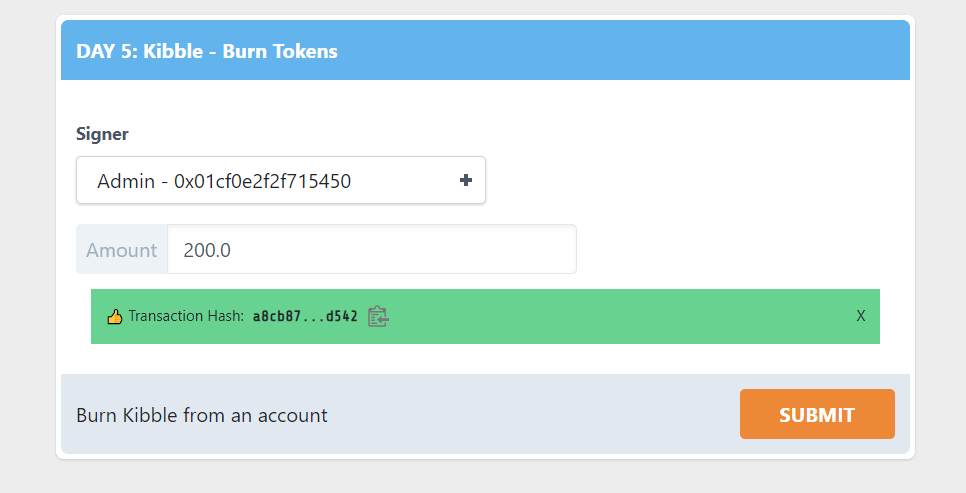 DAY 5: Kibble - Burn Tokens
Signer
Admin - 0x01cf0e2f2f715450
Amount 200.0
👍 Transaction Hash: a8cb87...d542 X
Burn Kibble from an account SUBMIT